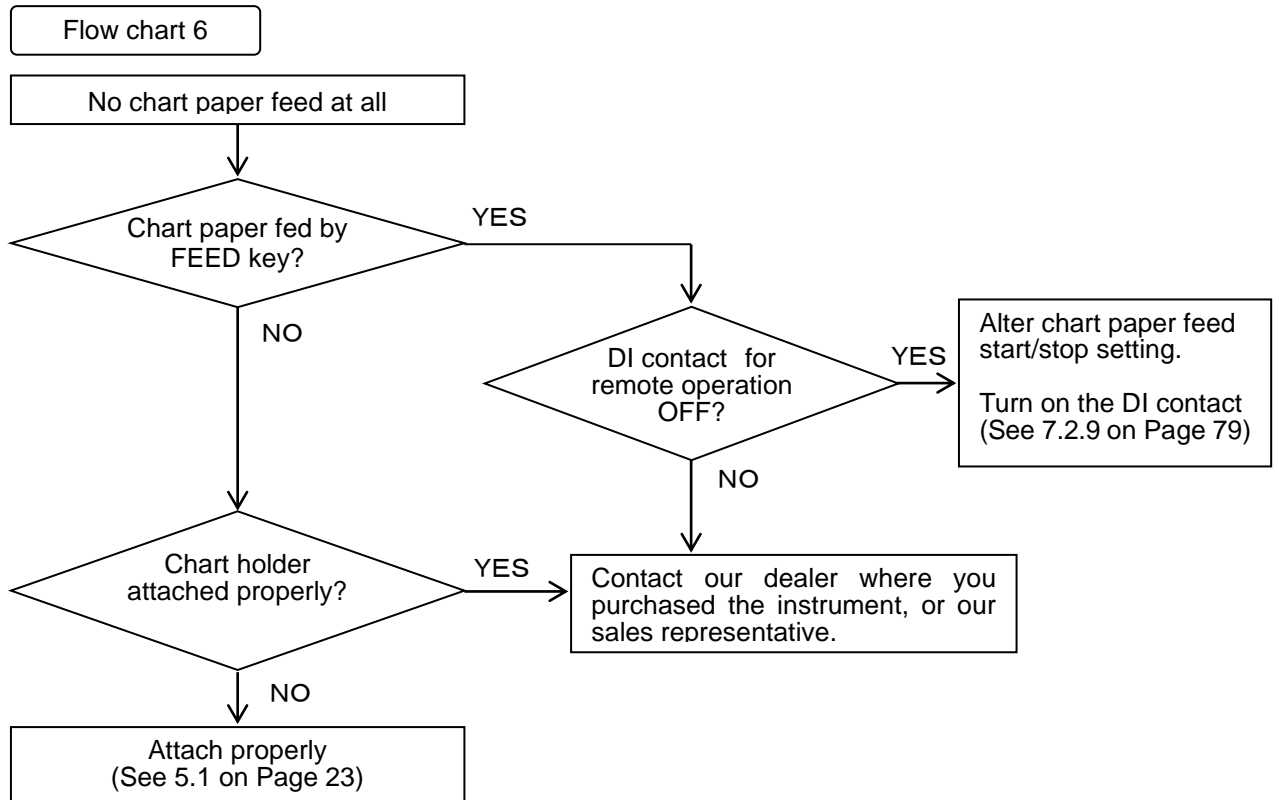 Flow chart 6
No chart paper feed at all
Chart paper fed by
FEED key?
YES
NO
DI contact for
remote operation
OFF?
YES
NO
Alter chart paper feed
start/stop setting.
Turn on the DI contact
(See 7.2.9 on Page 79)
Chart holder
attached properly?
YES
NO
Contact our dealer where you
purchased the instrument, or our
sales representative.
Attach properly
(See 5.1 on Page 23)